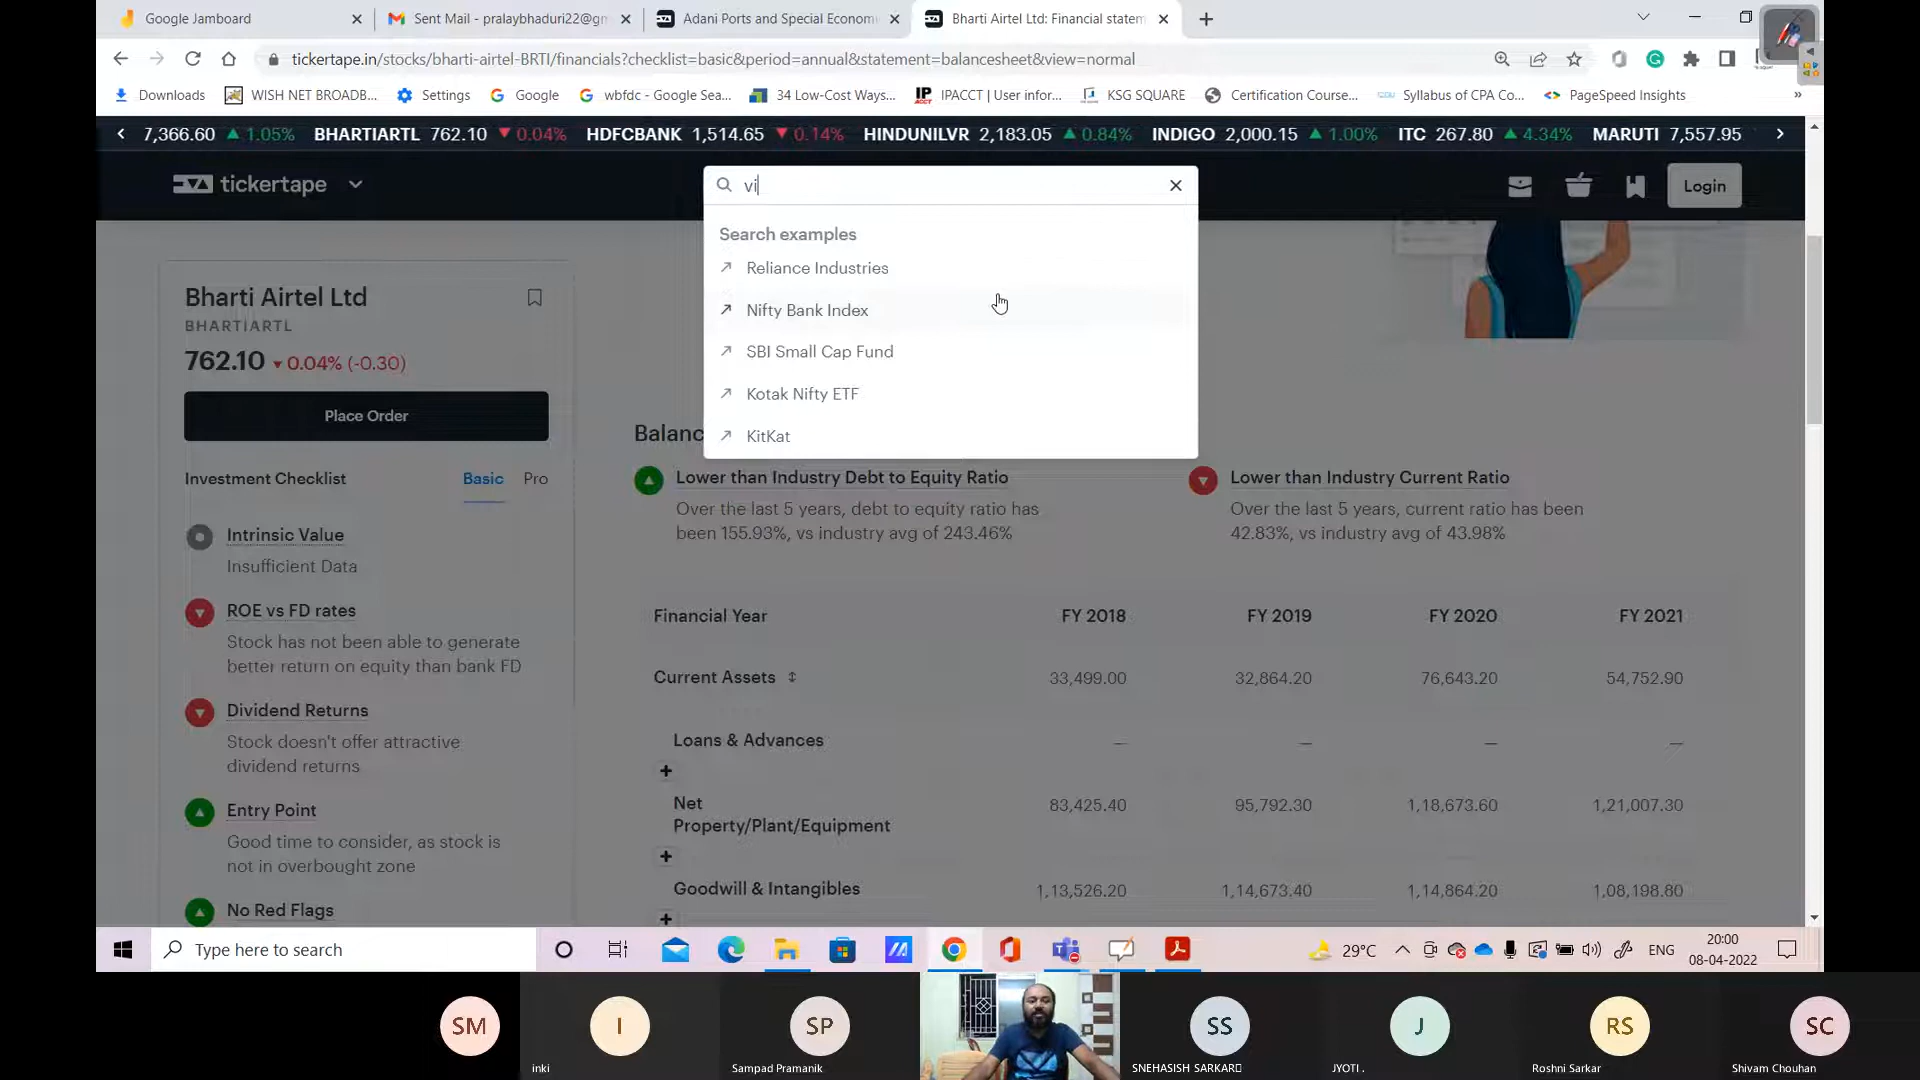 Google Jamboard
Sent Mail - pralaybhaduri22@gm
Adani Ports and Special Econom
Bharti Airtel Ltd: Financial statem
tickertape.in/stocks/bharti-airtel-BRTI/financials?checklist=basic&period=annual&statement=balancesheet&view=normal
Downloads
WISH NET BROADB...
Settings
Google
wbfdc - Google Sea...
34 Low-Cost Ways...
IPACCT | User infor...
KSG SQUARE
Certification Course...
Syllabus of CPA Co...
PageSpeed Insights
»
7,366.60 ▲ 1.05% BHARTIARTL 762.10 ▼ 0.04% HDFCBANK 1,514.65 ▼ 0.14% HINDUNILVR 2,183.05 ▲ 0.84% INDIGO 2,000.15 ▲ 1.00% ITC 267.80 ▲ 4.34% MARUTI 7,557.95
tickertape
vi
Login
Search examples
Reliance Industries
Nifty Bank Index
SBI Small Cap Fund
Kotak Nifty ETF
KitKat
Bharti Airtel Ltd
BHARTIARTL
762.10 ▼ 0.04% (-0.30)
Place Order
Investment Checklist Basic Pro
Intrinsic Value
Insufficient Data
ROE vs FD rates
Stock has not been able to generate
better return on equity than bank FD
Dividend Returns
Stock doesn't offer attractive
dividend returns
Entry Point
Good time to consider, as stock is
not in overbought zone
No Red Flags
Balanc
Lower than Industry Debt to Equity Ratio
Over the last 5 years, debt to equity ratio has
been 155.93%, vs industry avg of 243.46%
Lower than Industry Current Ratio
Over the last 5 years, current ratio has been
42.83%, vs industry avg of 43.98%
Financial Year FY 2018 FY 2019 FY 2020 FY 2021
Current Assets 33,499.00 32,864.20 76,643.20 54,752.90
Loans & Advances — — — —
Net
Property/Plant/Equipment 83,425.40 95,792.30 1,18,673.60 1,21,007.30
Goodwill & Intangibles 1,13,526.20 1,14,673.40 1,14,864.20 1,08,198.80
Type here to search
29°C
ENG
20:00
08-04-2022
SM
I
inki
SP
Sampad Pramanik
SS
SNEHASISH SARKAR
J
JYOTI .
RS
Roshni Sarkar
SC
Shivam Chouhan